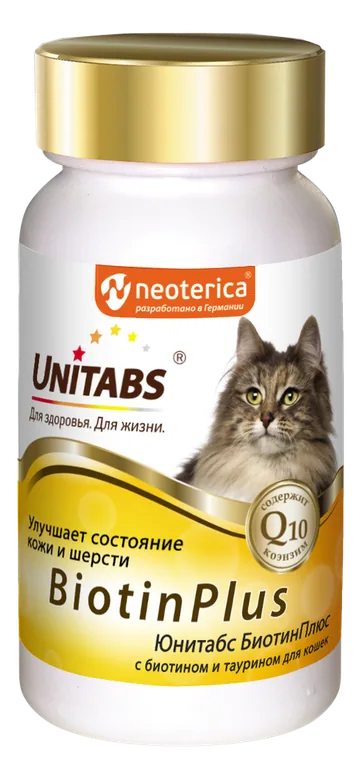 neoterica®
разработано в Германии
UNITABS®
Для здоровья. Для жизни.
содержит
Q10
коэнзим
Улучшает состояние
кожи и шерсти
BiotinPlus
Юнитабс БиотинПлюс
с биотином и таурином для кошек